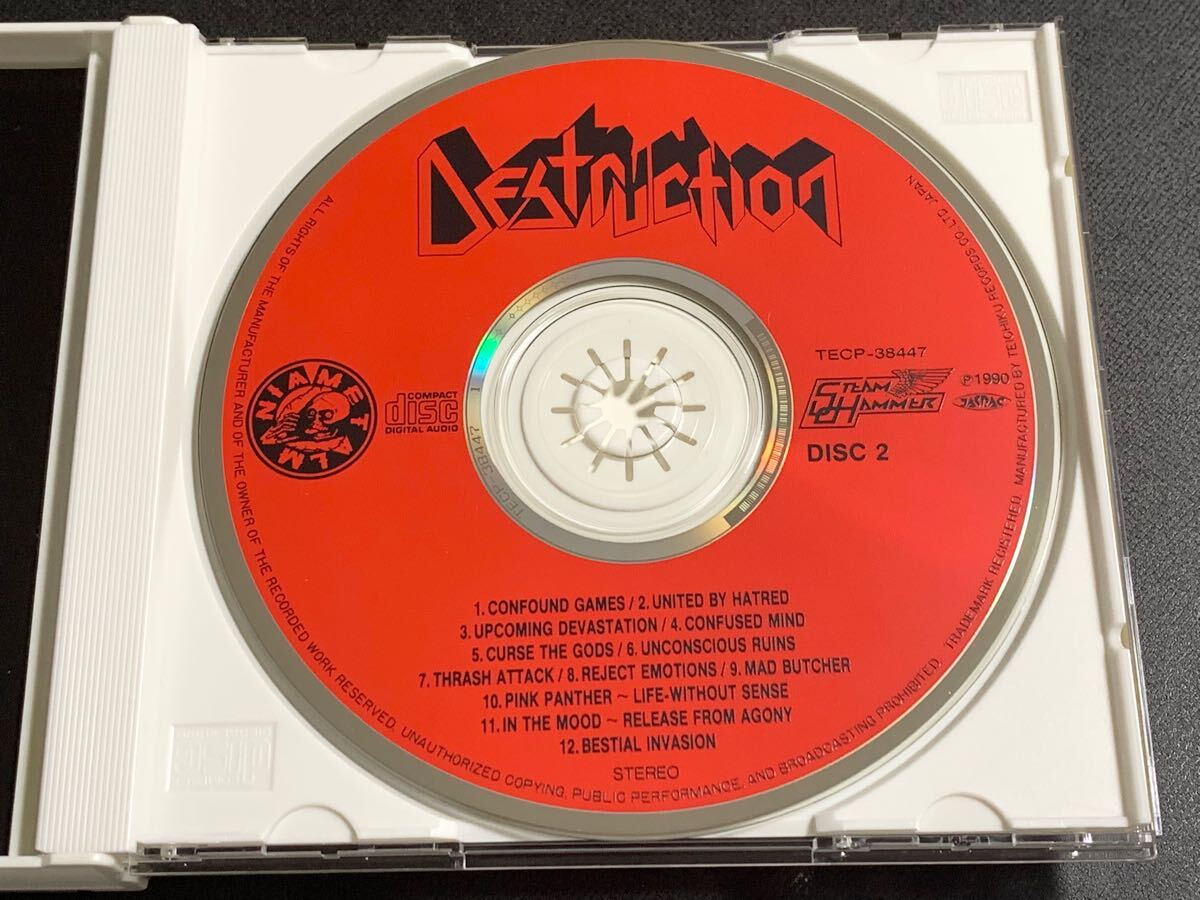 DESTRUCTION
ALL RIGHTS OF THE MANUFACTURER AND OF THE OWNER OF THE RECORDED WORK RESERVED. UNAUTHORIZED COPYING, PUBLIC PERFORMANCE, AND BROADCASTING PROHIBITED. TRADEMARK REGISTERED. MANUFACTURED BY TEICHIKU RECORDS CO., LTD. JAPAN
COMPACT
disc
DIGITAL AUDIO
TECP-38447
STEAM
HAMMER
℗1990
JASRAC
DISC 2
TECP-38447
1. CONFOUND GAMES / 2. UNITED BY HATRED
3. UPCOMING DEVASTATION / 4. CONFUSED MIND
5. CURSE THE GODS / 6. UNCONSCIOUS RUINS
7. THRASH ATTACK / 8. REJECT EMOTIONS / 9. MAD BUTCHER
10. PINK PANTHER ~ LIFE-WITHOUT SENSE
11. IN THE MOOD ~ RELEASE FROM AGONY
12. BESTIAL INVASION
STEREO